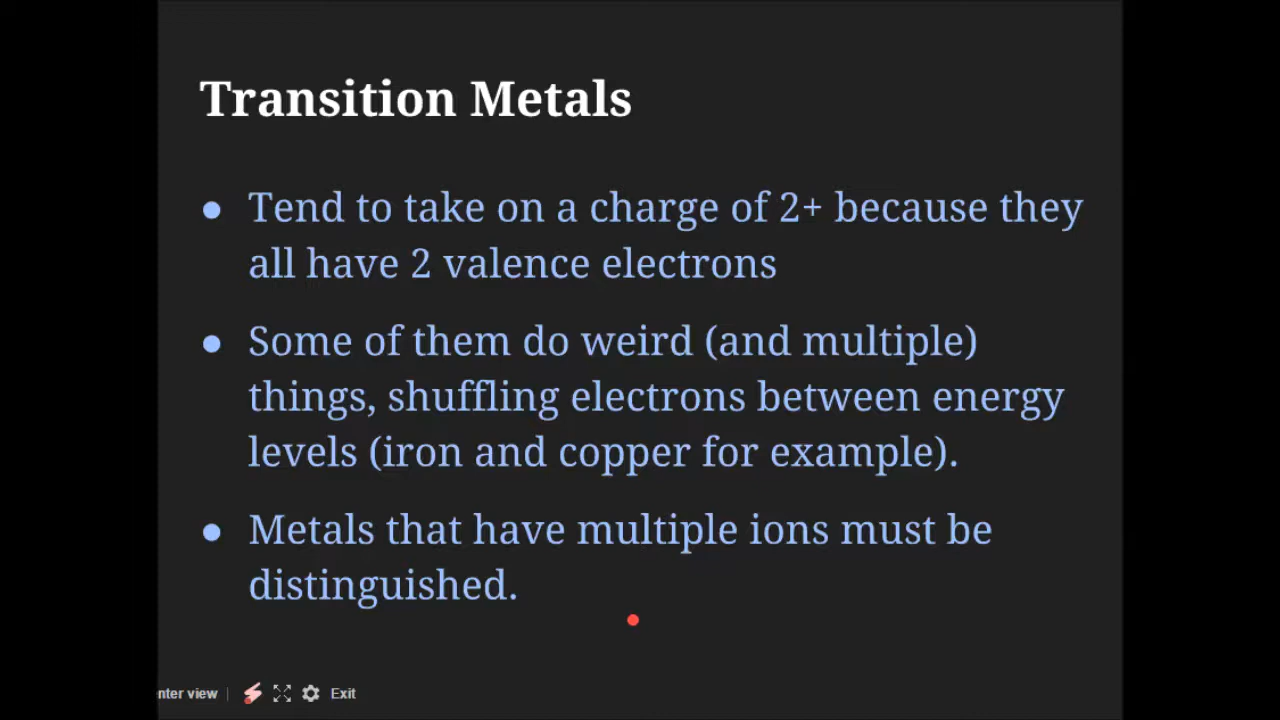 Transition Metals
● Tend to take on a charge of 2+ because they
all have 2 valence electrons
● Some of them do weird (and multiple)
things, shuffling electrons between energy
levels (iron and copper for example).
● Metals that have multiple ions must be
distinguished.
nter view | Exit